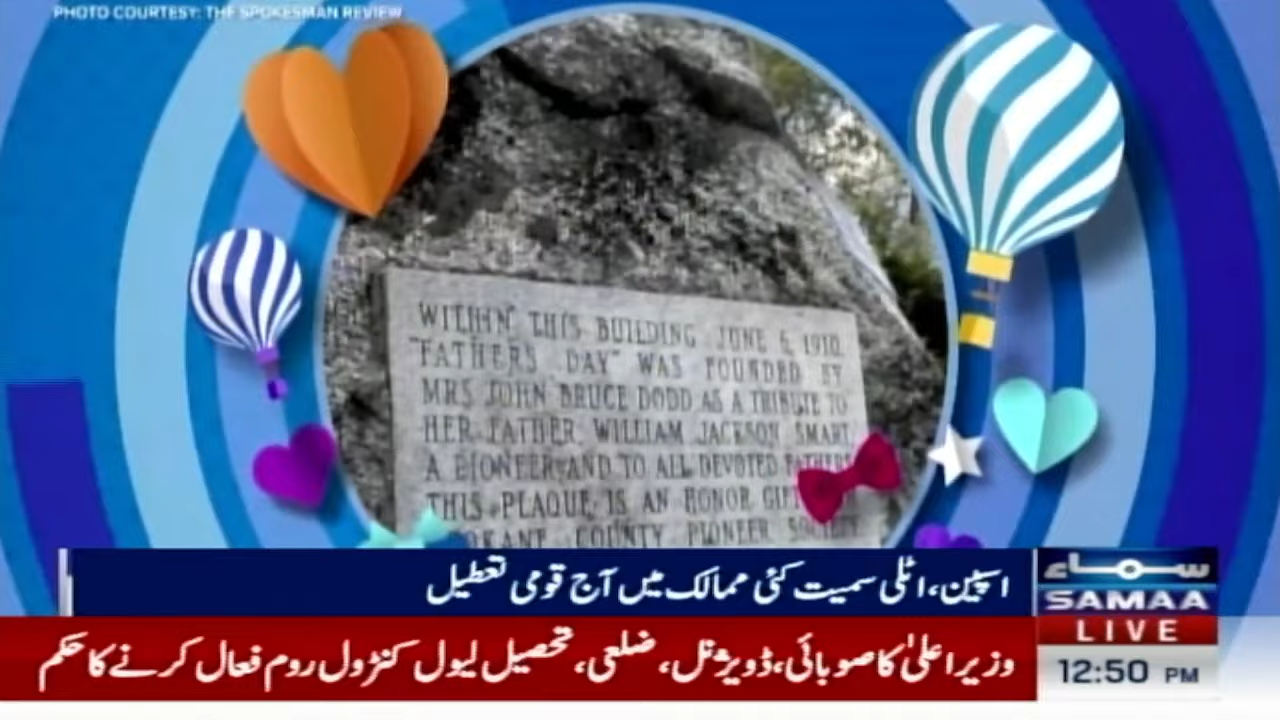 PHOTO COURTESY: THE SPOKESMAN REVIEW
WITHIN THIS BUILDING JUNE 6, 1910,
"FATHERS DAY" WAS FOUNDED BY
MRS JOHN BRUCE DODD AS A TRIBUTE TO
HER FATHER WILLIAM JACKSON SMART
A PIONEER AND TO ALL DEVOTED FATHERS
THIS PLAQUE IS AN HONOR
COUNTY PIONEER SOCIETY
اسپین، اٹلی سمیت کئی ممالک میں آج قومی تعطیل
وزیراعلیٰ کا صوبائی، ڈویژنل، ضلعی، تحصیل لیول کنٹرول روم فعال کرنے کا حکم
سماء
SAMAA
LIVE
12:50 PM